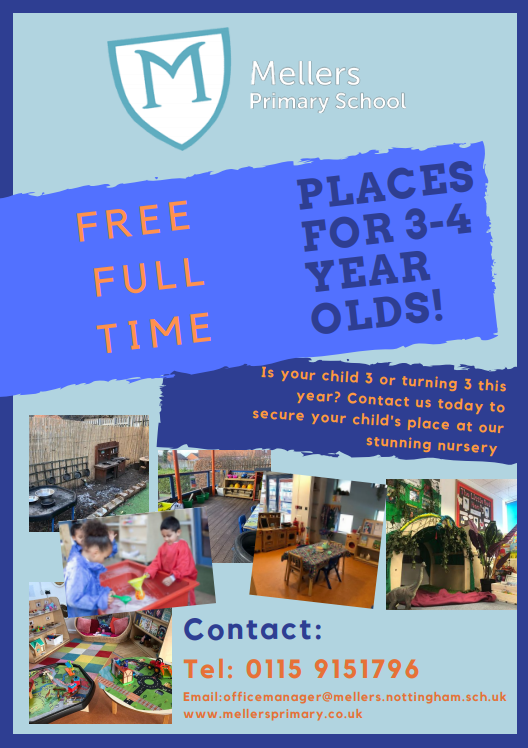 M
Mellers
Primary School
FREE
FULL
TIME
PLACES
FOR 3-4
YEAR
OLDS!
Is your child 3 or turning 3 this
year? Contact us today to
secure your child's place at our
stunning nursery
Contact:
Tel: 0115 9151796
Email:officemanager@mellers.nottingham.sch.uk
www.mellersprimary.co.uk